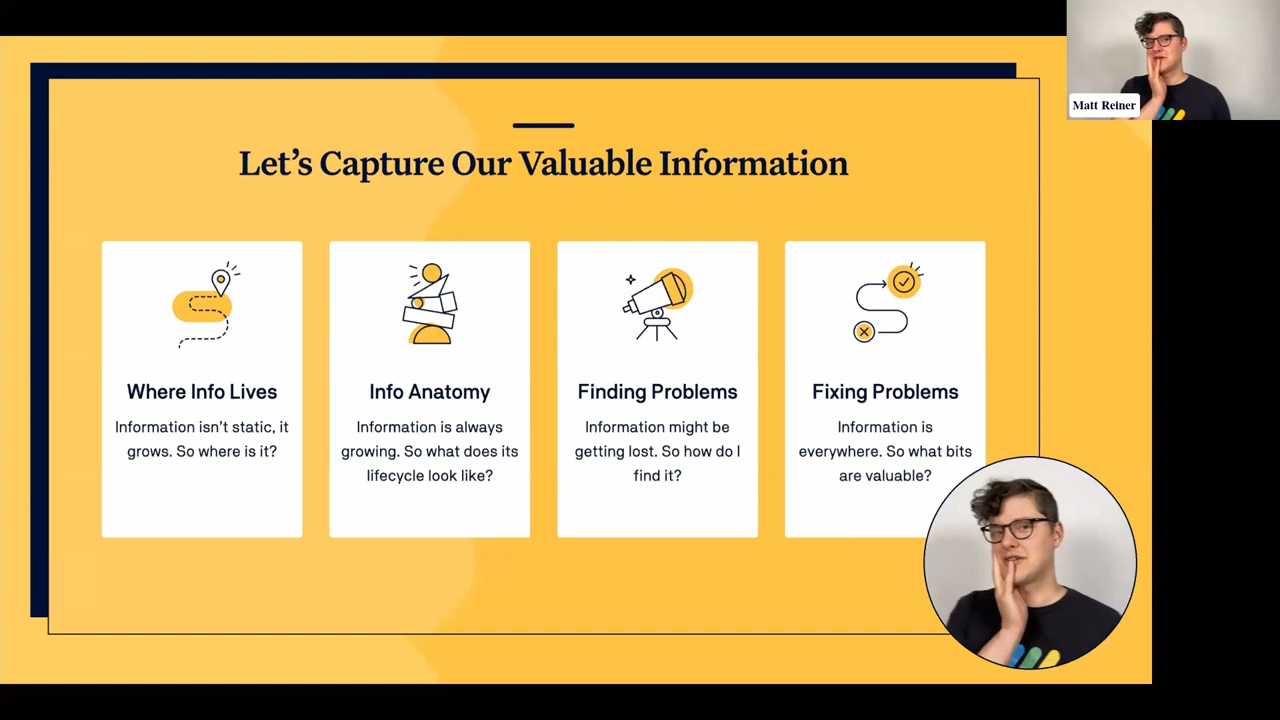 Matt Reiner
Let’s Capture Our Valuable Information
Where Info Lives
Information isn’t static, it
grows. So where is it?
Info Anatomy
Information is always
growing. So what does its
lifecycle look like?
Finding Problems
Information might be
getting lost. So how do I
find it?
Fixing Problems
Information is
everywhere. So what bits
are valuable?